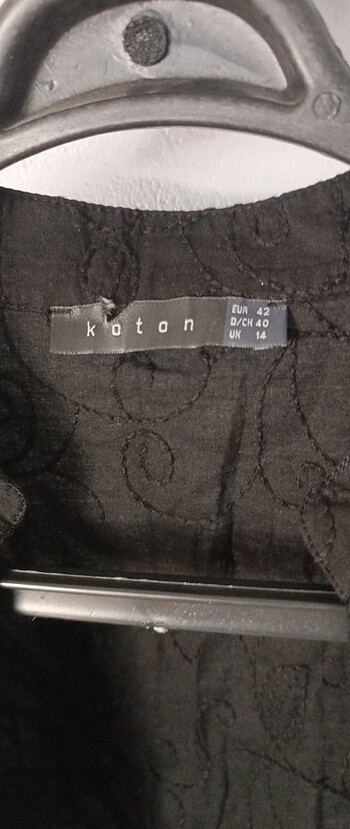 koton
EUR 42
D/CH 40
UK 14